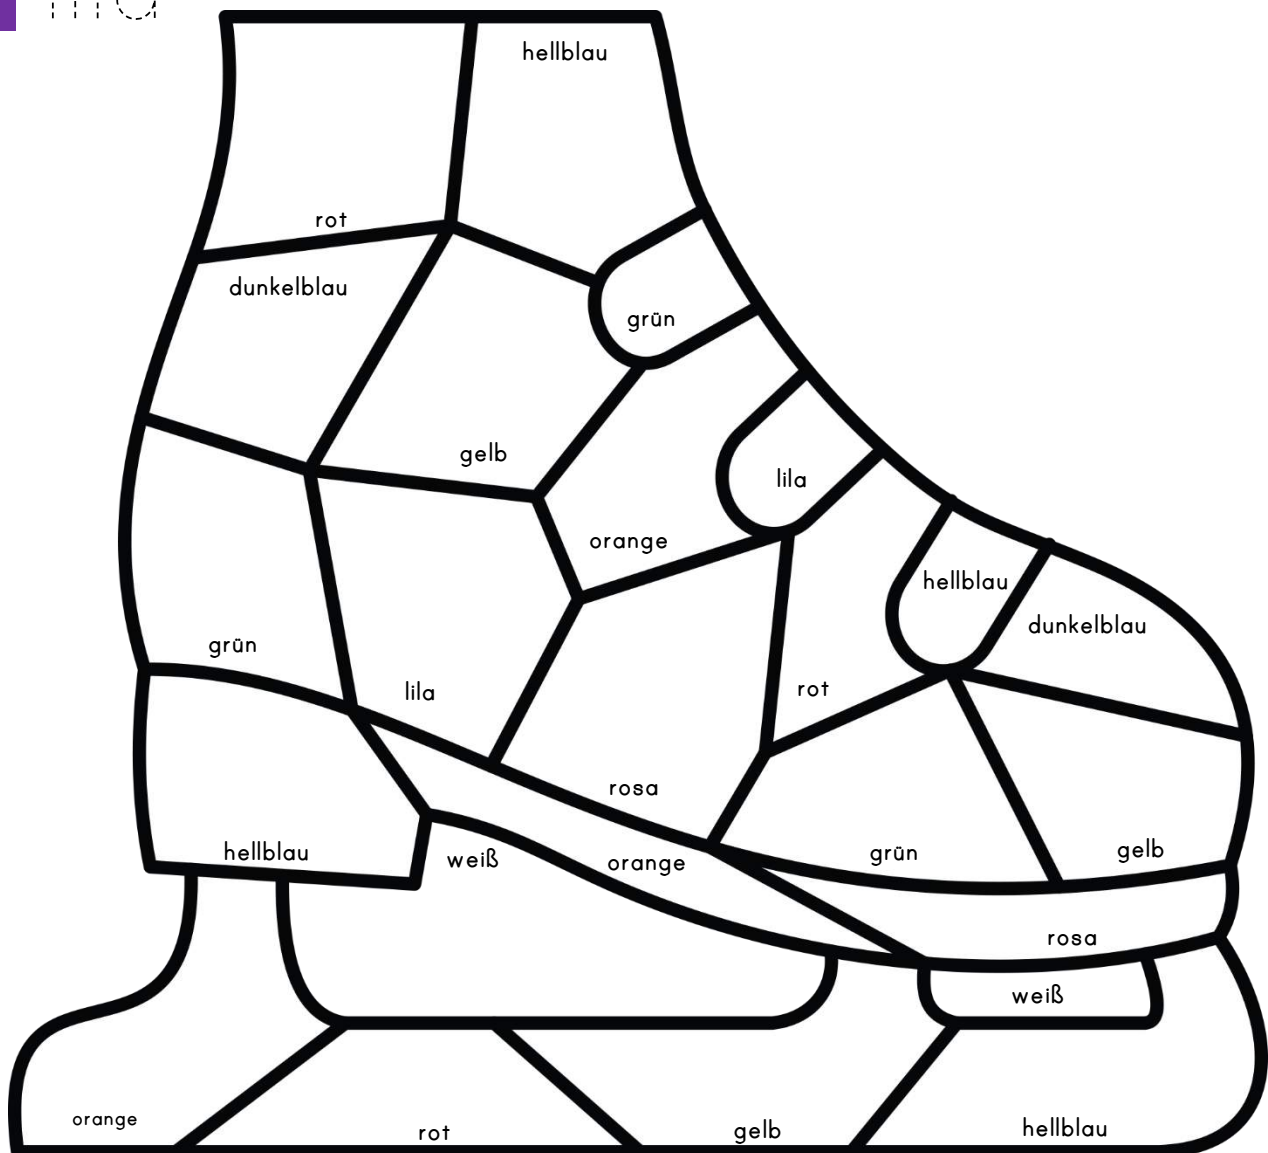 hellblau
rot
dunkelblau
grün
gelb
lila
orange
hellblau
dunkelblau
grün
lila
rot
rosa
hellblau
weiß
orange
grün
gelb
rosa
weiß
orange
rot
gelb
hellblau